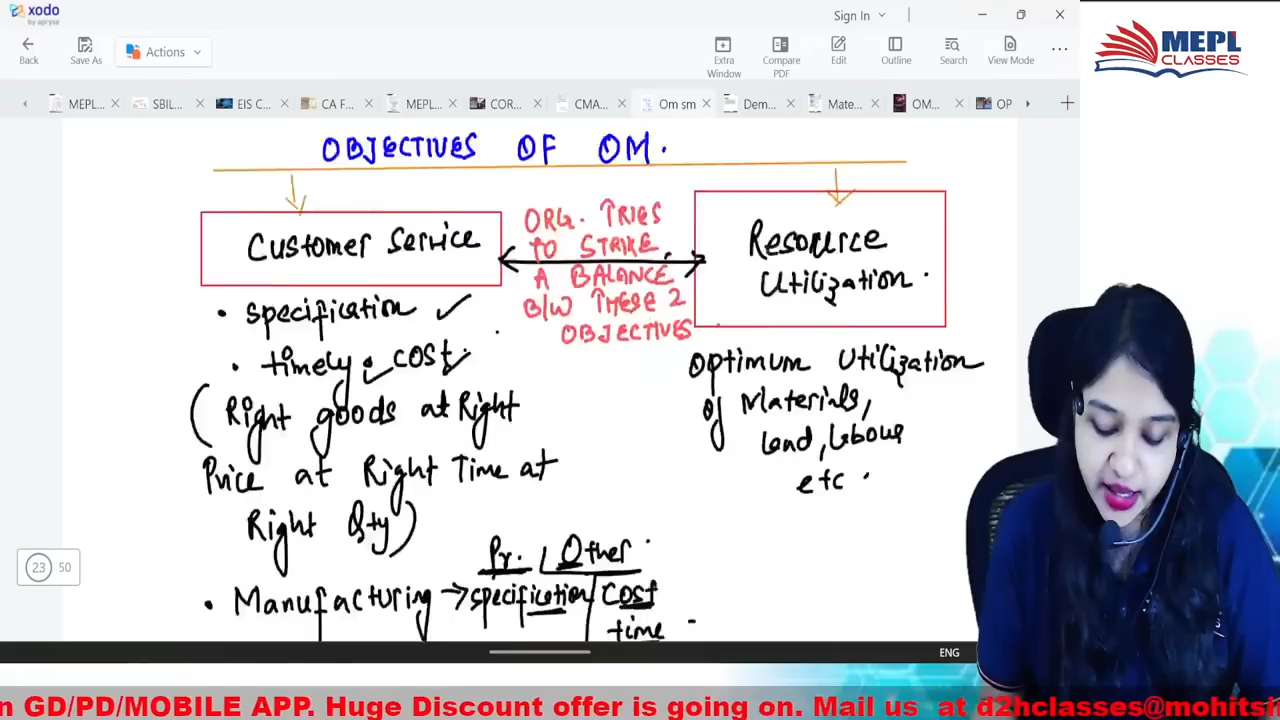 xodo
by apryse
Sign In
Back
Save As
Actions
Extra Window
Compare PDF
Edit
Outline
Search
View Mode
MEPL CLASSES
MEPL...
SBIL...
EIS C...
CA F...
MEPL...
COR...
CMA...
Om sm
Dem...
Mate...
OM...
OP
OBJECTIVES OF OM.
Customer Service
ORG. TRIES
TO STRIKE
A BALANCE
B/W THESE 2
OBJECTIVES
Resource
Utilization
• specification
• timely • cost
(Right goods at Right
Price at Right Time at
Right Qty)
Optimum Utilization
of Materials,
Land, Labour
etc.
Pr. Other
• Manufacturing → specification cost
time
23 50
ENG
n GD/PD/MOBILE APP. Huge Discount offer is going on. Mail us at d2hclasses@mohitsi